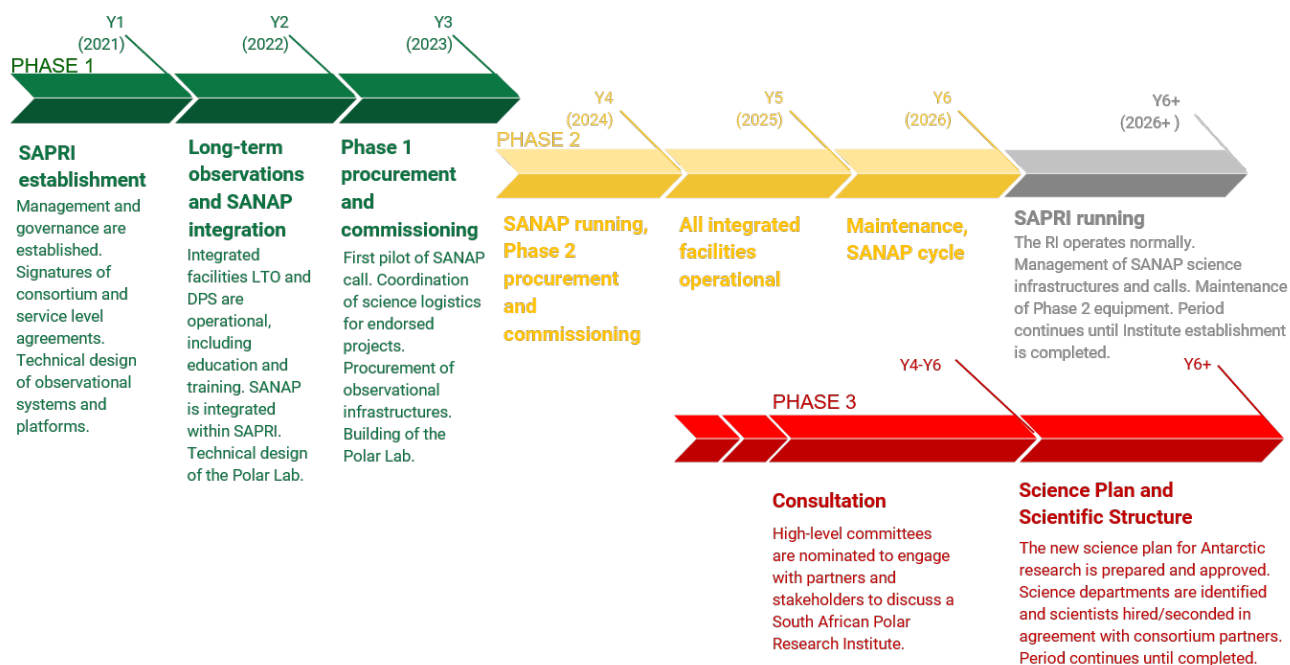 Y1
(2021)
Y2
(2022)
Y3
(2023)
PHASE 1
SAPRI
establishment
Management and
governance are
established.
Signatures of
consortium and
service level
agreements.
Technical design
of observational
systems and
platforms.
Long-term
observations
and SANAP
integration
Integrated
facilities LTO and
DPS are
operational,
including
education and
training. SANAP
is integrated
within SAPRI.
Technical design
of the Polar Lab.
Phase 1
procurement
and
commissioning
First pilot of SANAP
call. Coordination
of science logistics
for endorsed
projects.
Procurement of
observational
infrastructures.
Building of the
Polar Lab.
Y4
(2024)
Y5
(2025)
Y6
(2026)
PHASE 2
SANAP running,
Phase 2
procurement
and
commissioning
All integrated
facilities
operational
Maintenance,
SANAP cycle
Y6+
(2026+ )
SAPRI running
The RI operates normally.
Management of SANAP science
infrastructures and calls. Maintenance
of Phase 2 equipment. Period
continues until Institute establishment
is completed.
Y4-Y6
Y6+
PHASE 3
Consultation
High-level committees
are nominated to engage
with partners and
stakeholders to discuss a
South African Polar
Research Institute.
Science Plan and
Scientific Structure
The new science plan for Antarctic
research is prepared and approved.
Science departments are identified
and scientists hired/seconded in
agreement with consortium partners.
Period continues until completed.